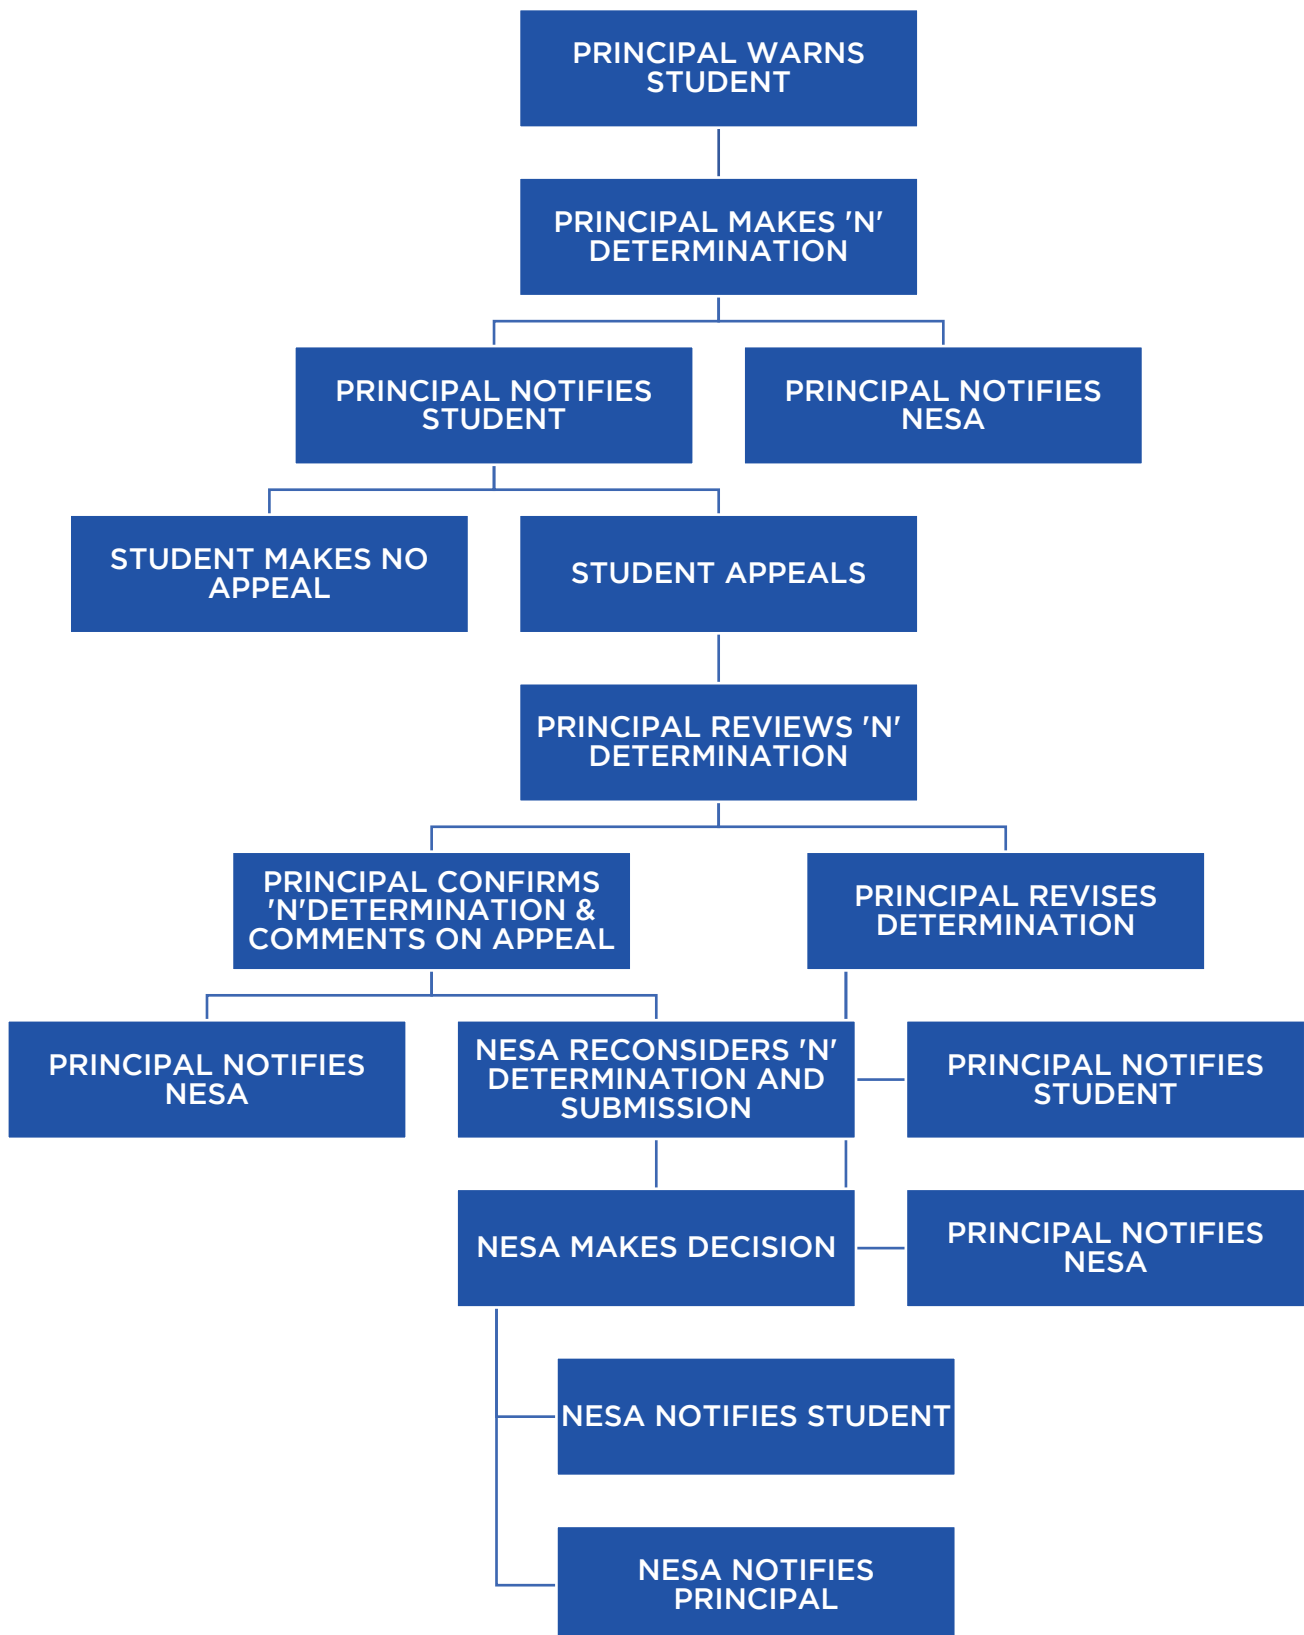 PRINCIPAL WARNS
STUDENT
PRINCIPAL MAKES 'N'
DETERMINATION
PRINCIPAL NOTIFIES
STUDENT
PRINCIPAL NOTIFIES
NESA
STUDENT MAKES NO
APPEAL
STUDENT APPEALS
PRINCIPAL REVIEWS 'N'
DETERMINATION
PRINCIPAL CONFIRMS
'N'DETERMINATION &
COMMENTS ON APPEAL
PRINCIPAL REVISES
DETERMINATION
PRINCIPAL NOTIFIES
NESA
NESA RECONSIDERS 'N'
DETERMINATION AND
SUBMISSION
PRINCIPAL NOTIFIES
STUDENT
NESA MAKES DECISION
PRINCIPAL NOTIFIES
NESA
NESA NOTIFIES STUDENT
NESA NOTIFIES
PRINCIPAL